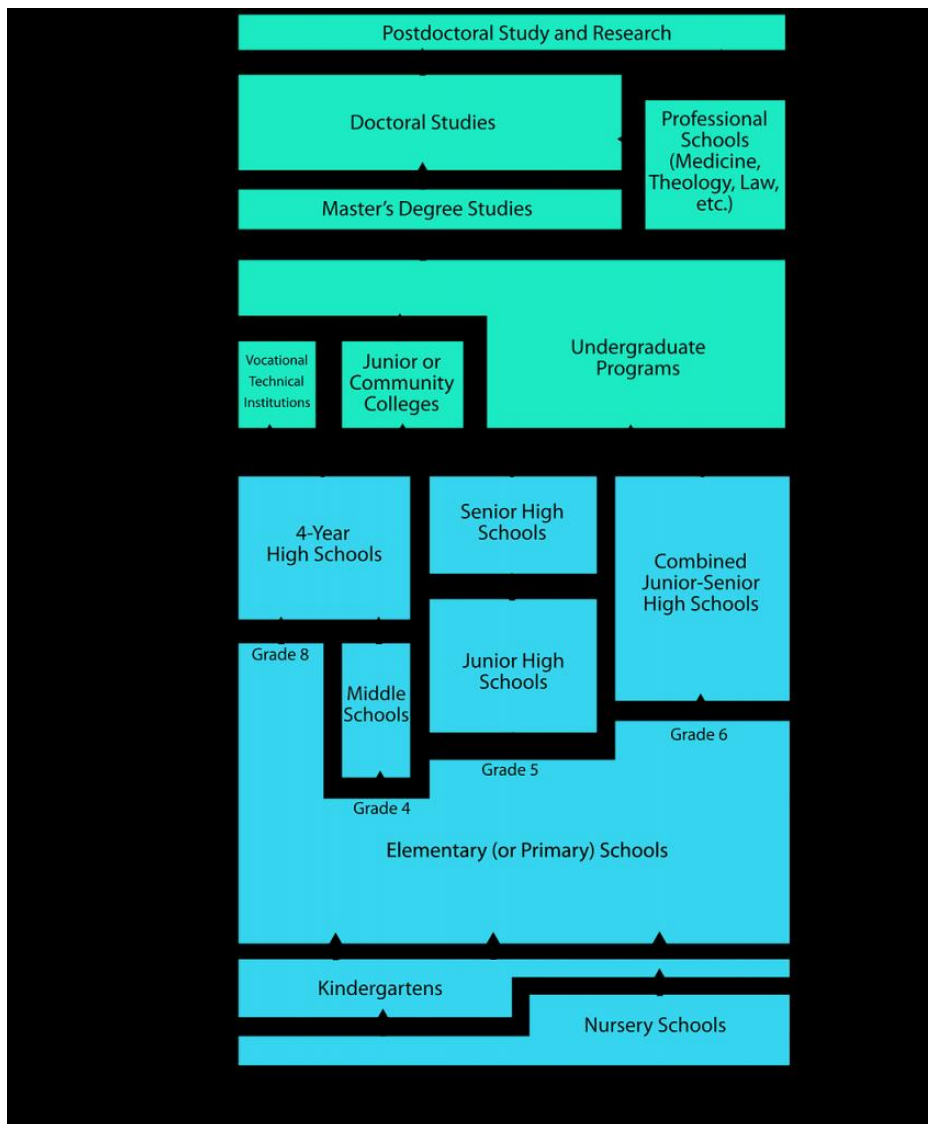 Postdoctoral Study and Research
Doctoral Studies
Professional
Schools
(Medicine,
Theology, Law,
etc.)
Master's Degree Studies
Undergraduate
Programs
Vocational
Technical
Institutions
Junior or
Community
Colleges
4-Year
High Schools
Senior High
Schools
Combined
Junior-Senior
High Schools
Grade 8
Middle
Schools
Junior High
Schools
Grade 6
Grade 5
Grade 4
Elementary (or Primary) Schools
Kindergartens
Nursery Schools